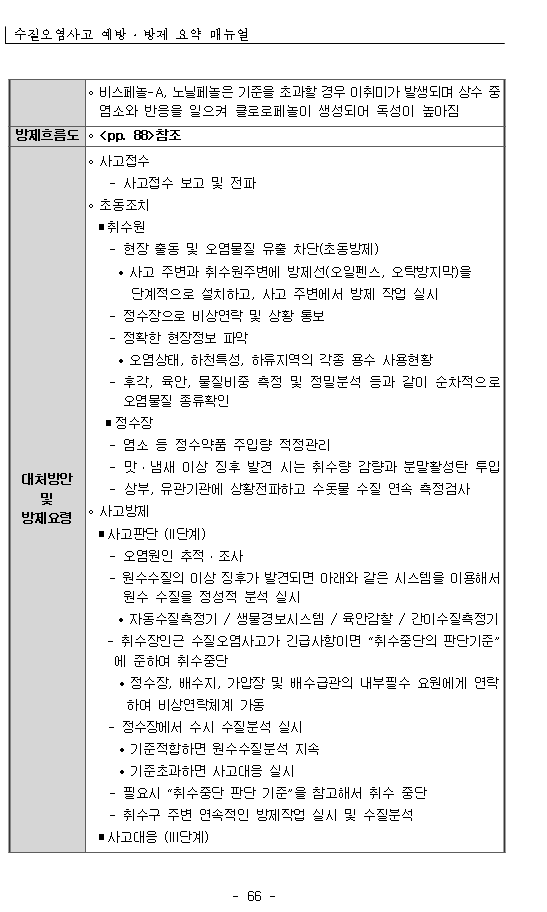 수질오염사고 예방·방제 요약 매뉴얼
◦ 비스페놀-A, 노닐페놀은 기준을 초과할 경우 이취미가 발생되며 상수 중
염소와 반응을 일으켜 클로로페놀이 생성되어 독성이 높아짐
방제흐름도 ◦ <pp. 88>참조
대처방안
및
방제요령
◦ 사고접수
- 사고접수 보고 및 전파
◦ 초동조치
■취수원
- 현장 출동 및 오염물질 유출 차단(초동방제)
• 사고 주변과 취수원주변에 방제선(오일펜스, 오탁방지막)을
단계적으로 설치하고, 사고 주변에서 방제 작업 실시
- 정수장으로 비상연락 및 상황 통보
- 정확한 현장정보 파악
• 오염상태, 하천특성, 하류지역의 각종 용수 사용현황
- 후각, 육안, 물질비중 측정 및 정밀분석 등과 같이 순차적으로
오염물질 종류확인
■정수장
- 염소 등 정수약품 주입량 적정관리
- 맛·냄새 이상 징후 발견 시는 취수량 감량과 분말활성탄 투입
- 상부, 유관기관에 상황전파하고 수돗물 수질 연속 측정검사
◦ 사고방제
■사고판단 (II단계)
- 오염원인 추적·조사
- 원수수질의 이상 징후가 발견되면 아래와 같은 시스템을 이용해서
원수 수질을 정성적 분석 실시
• 자동수질측정기 / 생물경보시스템 / 육안감찰 / 간이수질측정기
- 취수장인근 수질오염사고가 긴급사항이면 “취수중단의 판단기준”
에 준하여 취수중단
• 정수장, 배수지, 가압장 및 배수급관의 내부필수 요원에게 연락
하여 비상연락체계 가동
- 정수장에서 수시 수질분석 실시
• 기준적합하면 원수수질분석 지속
• 기준초과하면 사고대응 실시
- 필요시 “취수중단 판단 기준”을 참고해서 취수 중단
- 취수구 주변 연속적인 방제작업 실시 및 수질분석
■사고대응 (III단계)
- 66 -